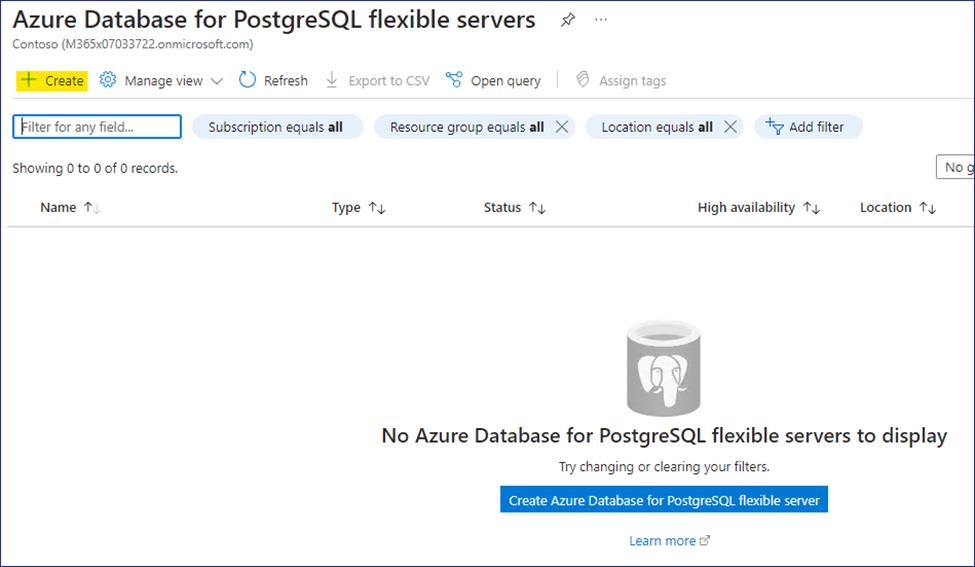 Azure Database for PostgreSQL flexible servers ...
Contoso (M365x07033722.onmicrosoft.com)
+ Create Manage view Refresh Export to CSV Open query Assign tags
Filter for any field... Subscription equals all Resource group equals all Location equals all Add filter
Showing 0 to 0 of 0 records. No g
Name Type Status High availability Location
No Azure Database for PostgreSQL flexible servers to display
Try changing or clearing your filters.
Create Azure Database for PostgreSQL flexible server
Learn more